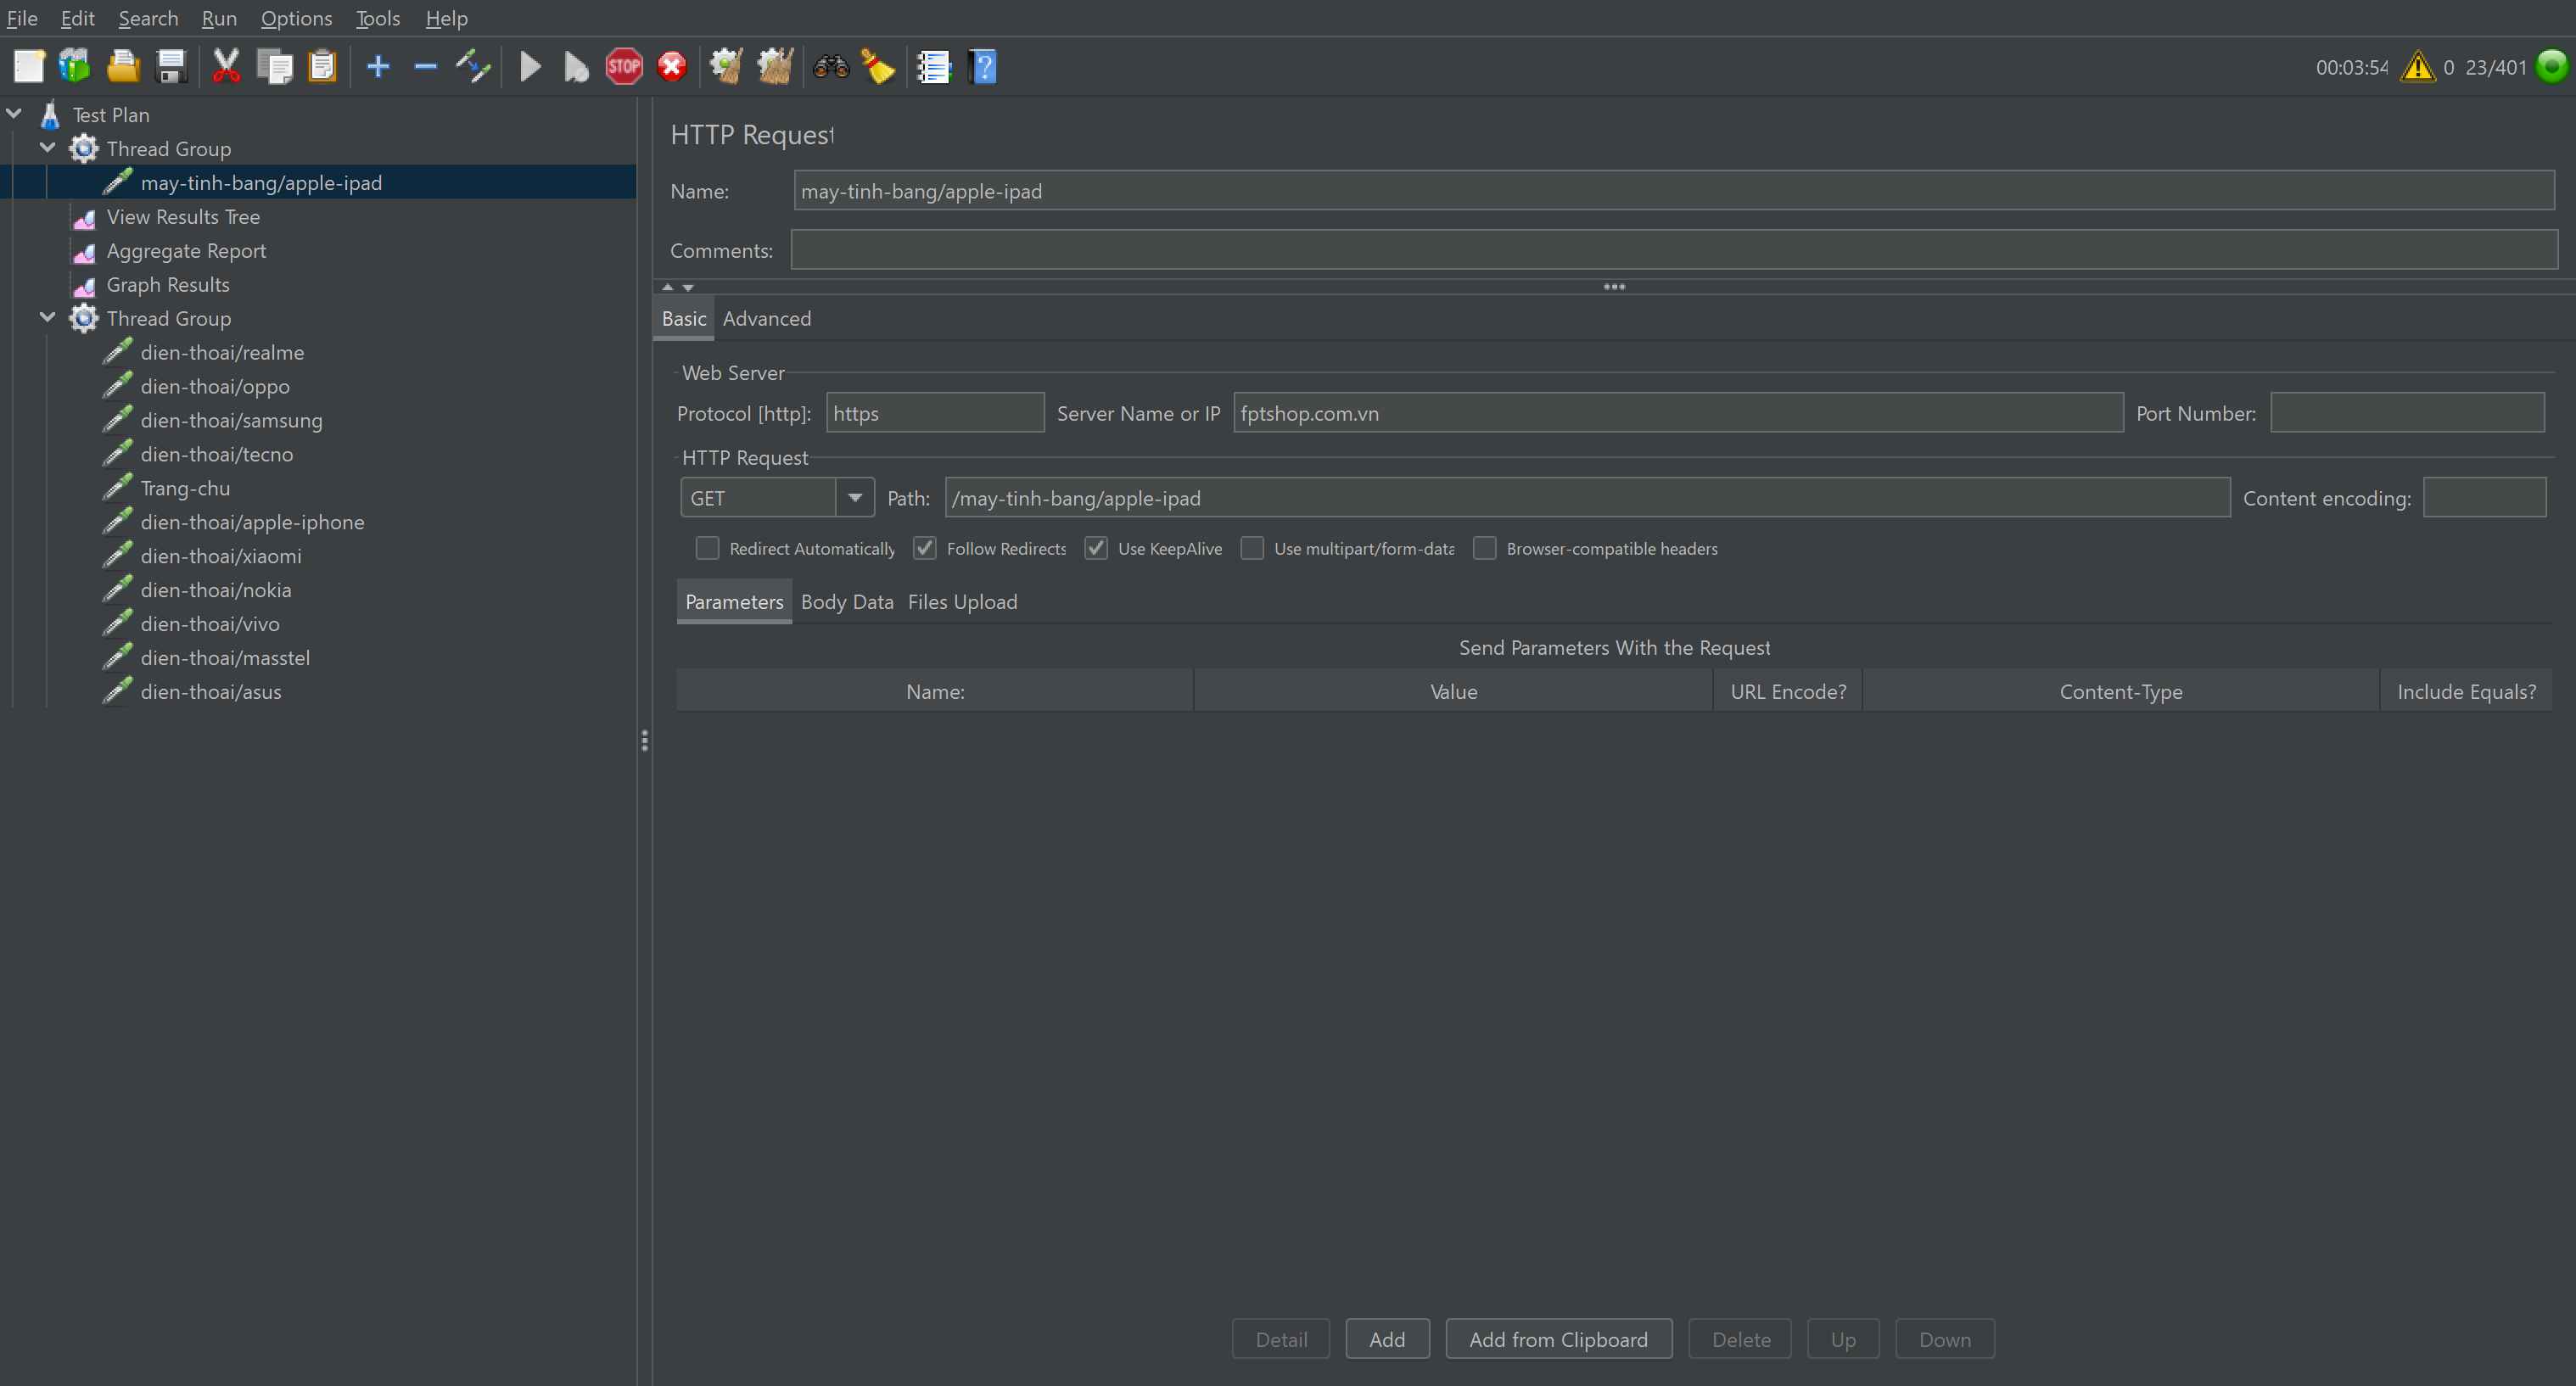 File Edit Search Run Options Tools Help
STOP ? 00:03:54 0 23/401
Test Plan
Thread Group
may-tinh-bang/apple-ipad
View Results Tree
Aggregate Report
Graph Results
Thread Group
dien-thoai/realme
dien-thoai/oppo
dien-thoai/samsung
dien-thoai/tecno
Trang-chu
dien-thoai/apple-iphone
dien-thoai/xiaomi
dien-thoai/nokia
dien-thoai/vivo
dien-thoai/masstel
dien-thoai/asus
HTTP Request
Name: may-tinh-bang/apple-ipad
Comments:
Basic Advanced
Web Server
Protocol [http]: https Server Name or IP fptshop.com.vn Port Number:
HTTP Request
GET Path: /may-tinh-bang/apple-ipad Content encoding:
Redirect Automatically Follow Redirects Use KeepAlive Use multipart/form-data Browser-compatible headers
Parameters Body Data Files Upload
Send Parameters With the Request
Name: Value URL Encode? Content-Type Include Equals?
Detail Add Add from Clipboard Delete Up Down